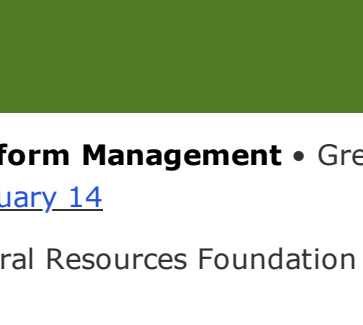 form Management • Gre
uary 14
ral Resources Foundation